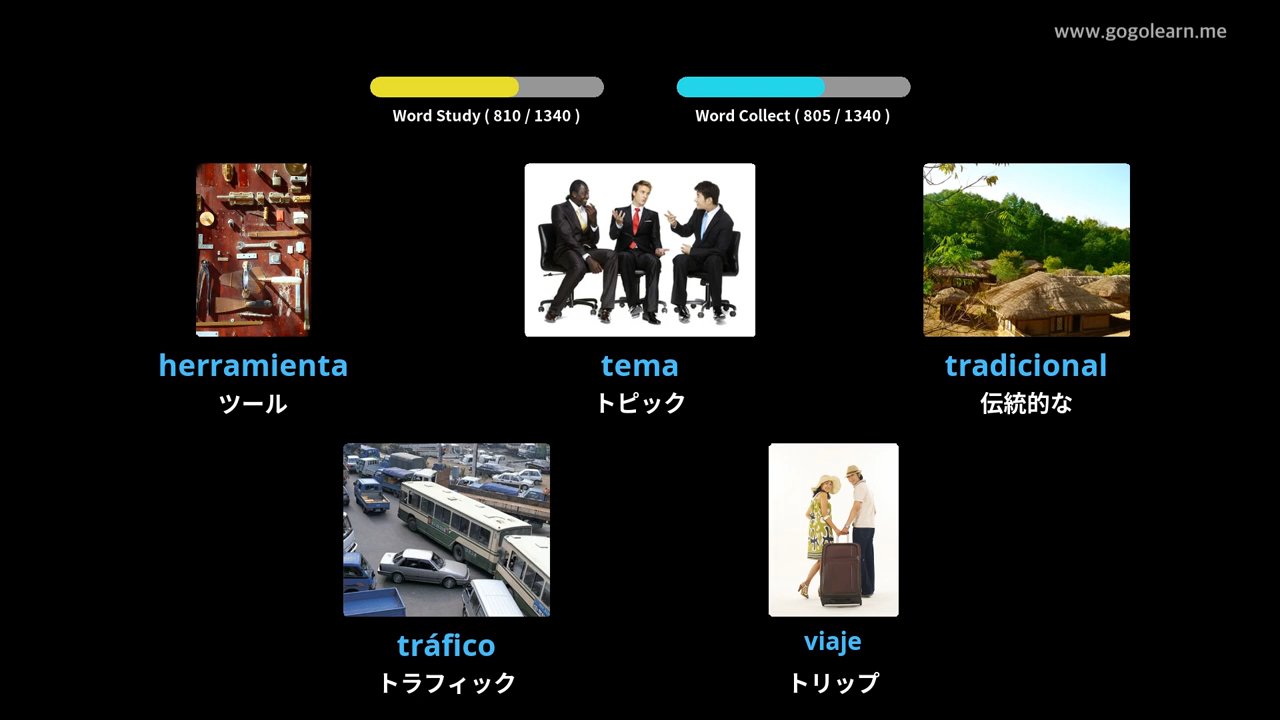 www.gogolearn.me
Word Study ( 810 / 1340 )
Word Collect ( 805 / 1340 )
herramienta
ツール
tema
トピック
tradicional
伝統的な
tráfico
トラフィック
viaje
トリップ